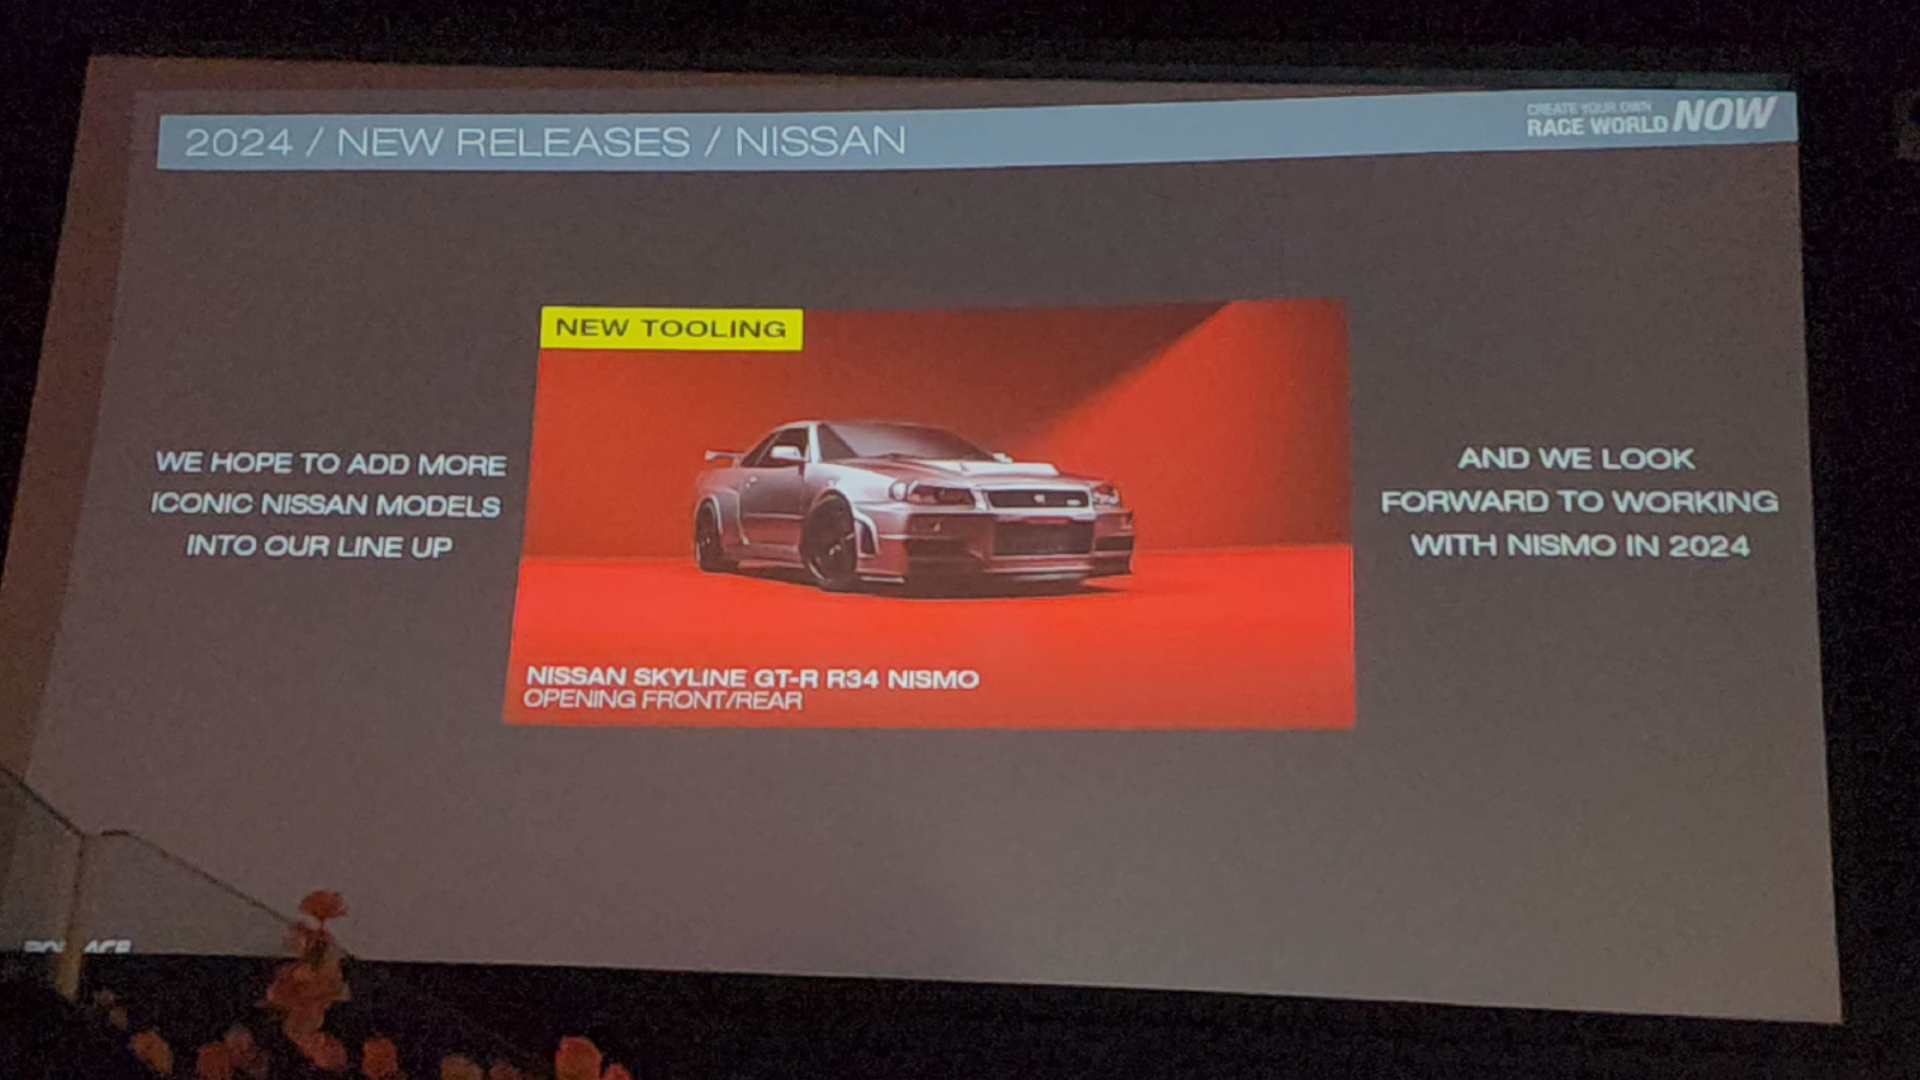 2024 / NEW RELEASES / NISSAN
CREATE YOUR OWN
RACE WORLD NOW
NEW TOOLING
WE HOPE TO ADD MORE
ICONIC NISSAN MODELS
INTO OUR LINE UP
AND WE LOOK
FORWARD TO WORKING
WITH NISMO IN 2024
NISSAN SKYLINE GT-R R34 NISMO
OPENING FRONT/REAR